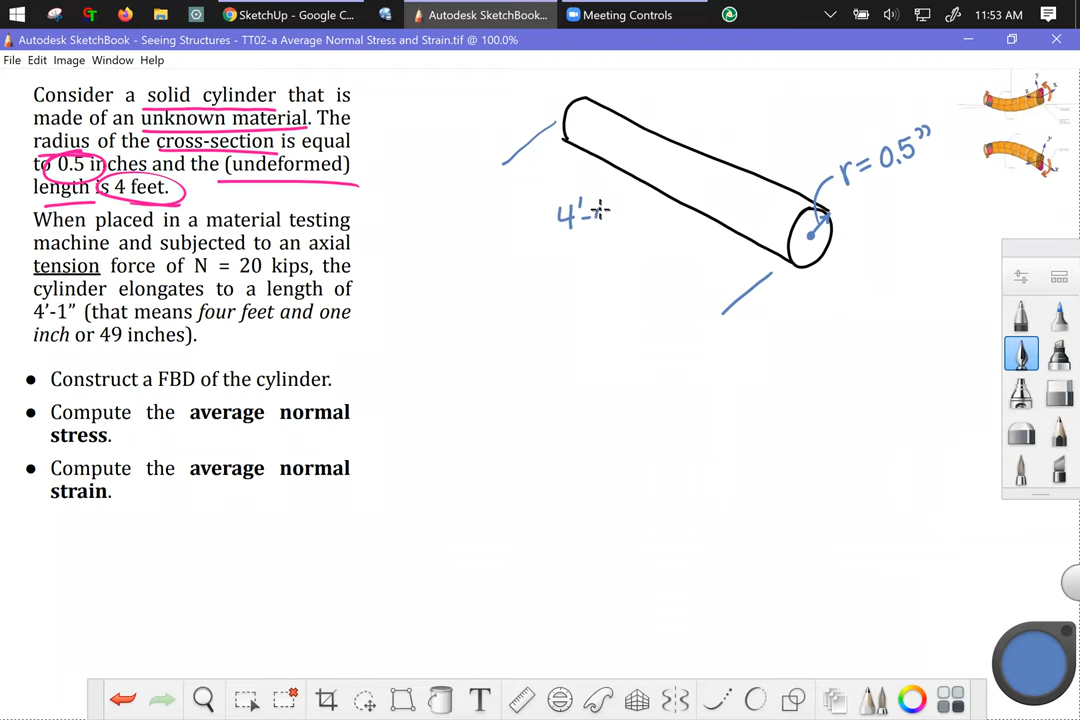 SketchUp - Google C...
Autodesk SketchBook...
Meeting Controls
11:53 AM
Autodesk SketchBook - Seeing Structures - TT02-a Average Normal Stress and Strain.tif @ 100.0%
File Edit Image Window Help
Consider a solid cylinder that is
made of an unknown material. The
radius of the cross-section is equal
to 0.5 inches and the (undeformed)
length is 4 feet.
When placed in a material testing
machine and subjected to an axial
tension force of N = 20 kips, the
cylinder elongates to a length of
4’-1” (that means four feet and one
inch or 49 inches).
● Construct a FBD of the cylinder.
● Compute the average normal
stress.
● Compute the average normal
strain.
r = 0.5"
4'-
T